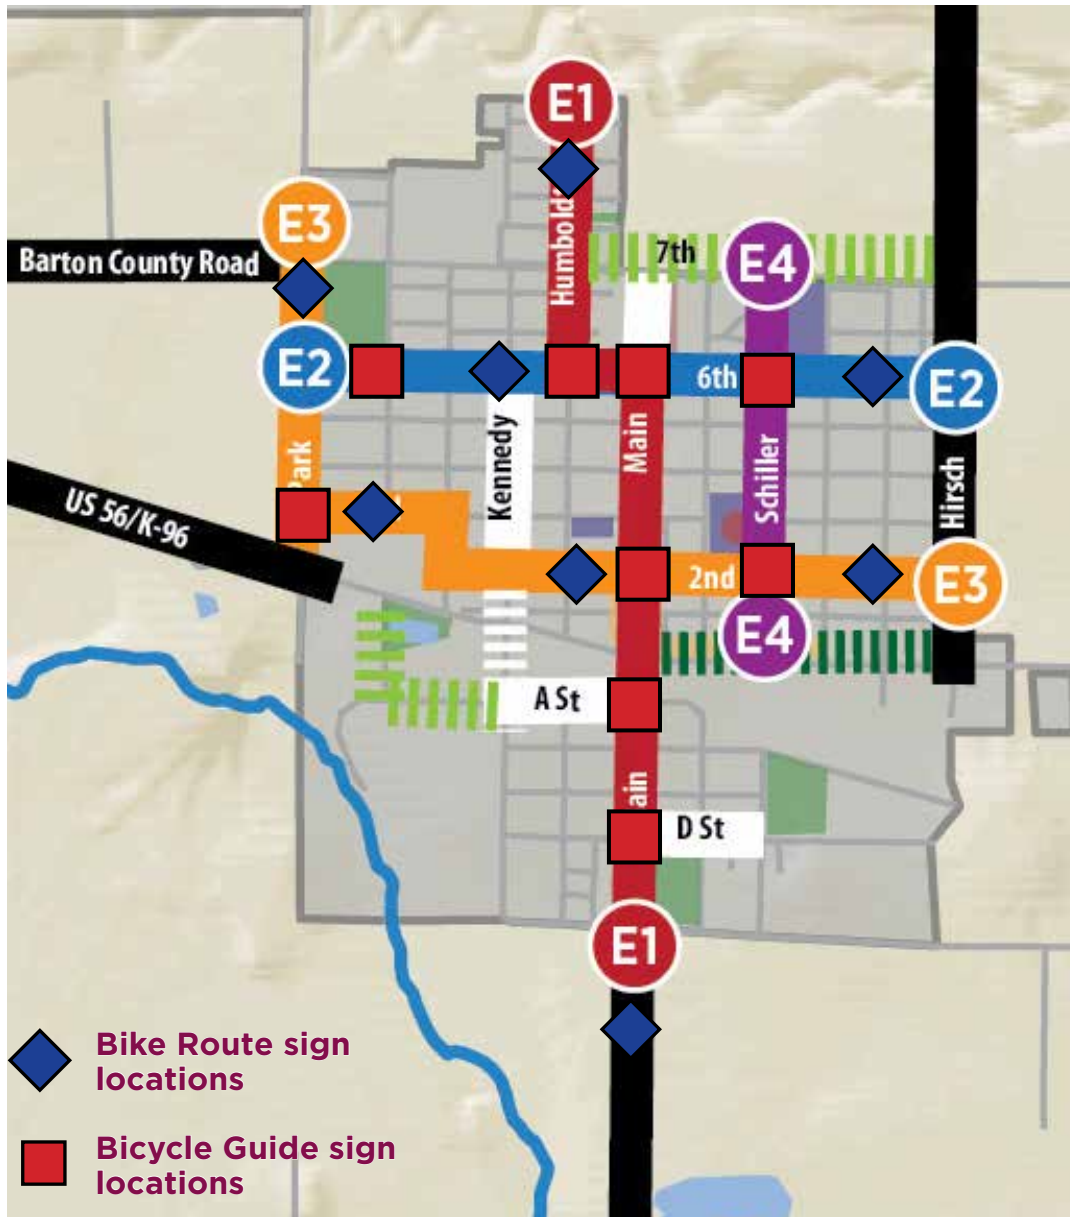 E1
E3
Humboldt
7th
E4
Barton County Road
E2
6th
E2
Park
Kennedy
Main
Schiller
Hirsch
US 56/K-96
2nd
E3
E4
A St
ain
D St
E1
Bike Route sign
locations
Bicycle Guide sign
locations